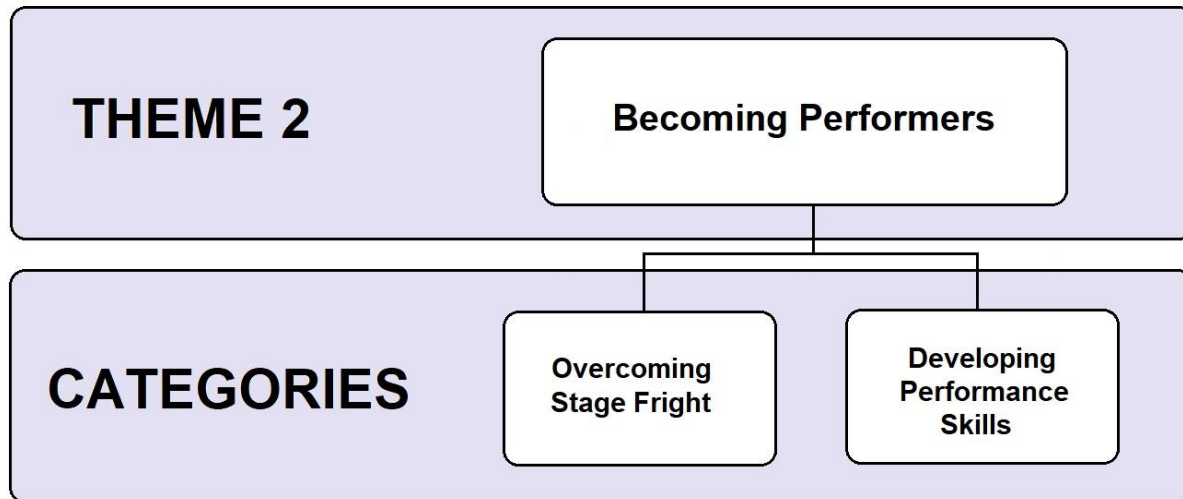 THEME 2
Becoming Performers
CATEGORIES
Overcoming
Stage Fright
Developing
Performance
Skills